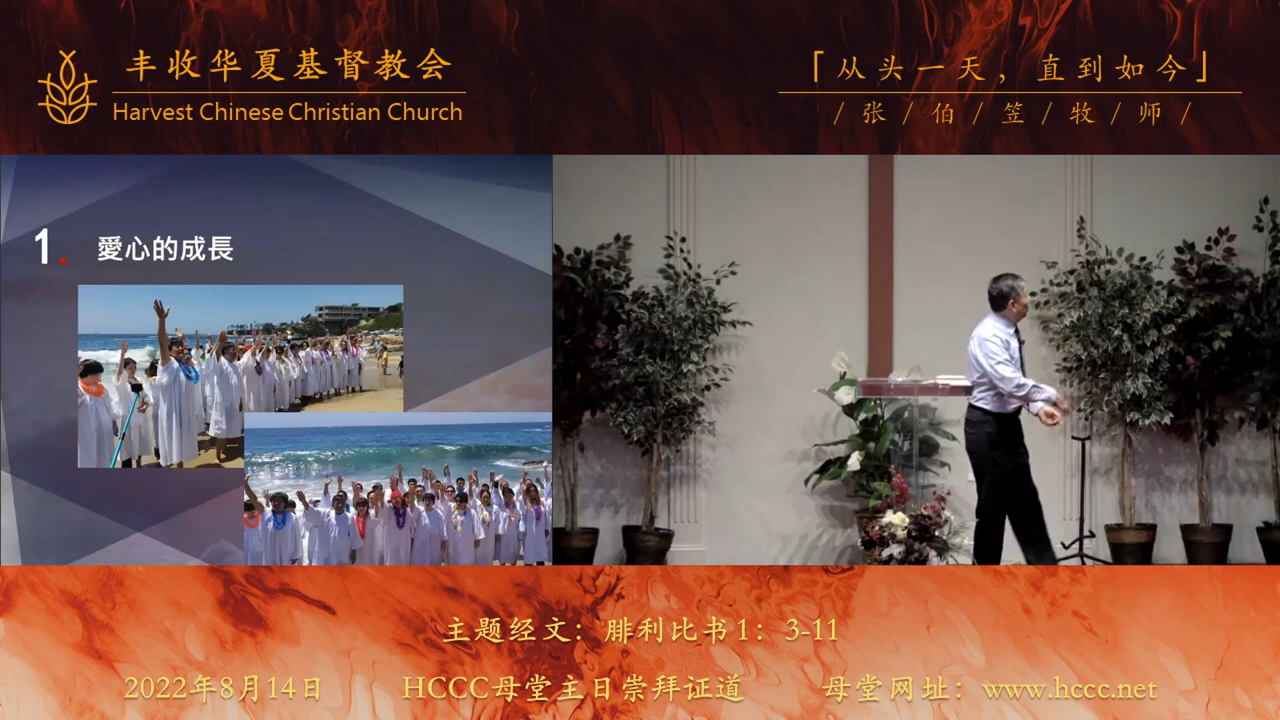 丰收华夏基督教会
Harvest Chinese Christian Church
「从头一天，直到如今」
/ 张 / 伯 / 笠 / 牧 / 师 /
1. 愛心的成長
主题经文：腓利比书1：3-11
2022年8月14日 HCCC母堂主日崇拜证道 母堂网址：www.hccc.net